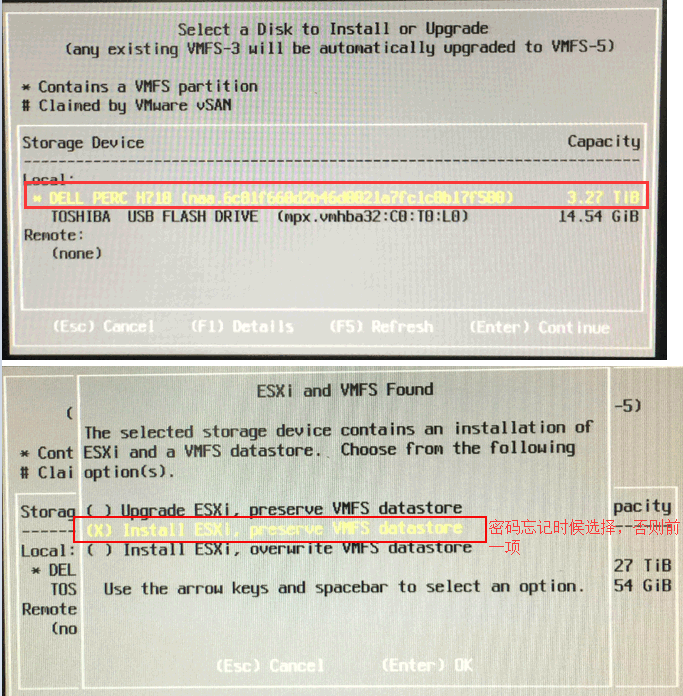 Select a Disk to Install or Upgrade
(any existing VMFS-3 will be automatically upgraded to VMFS-5)
* Contains a VMFS partition
# Claimed by VMware vSAN
Storage Device Capacity
Local:
* DELL PERC H710 3.27 TiB
TOSHIBA USB FLASH DRIVE (mpx.vmhba32:C0:T0:L0) 14.54 GiB
Remote:
(none)
(Esc) Cancel (F1) Details (F5) Refresh (Enter) Continue
ESXi and VMFS Found
( -5)
The selected storage device contains an installation of
* Cont ESXi and a VMFS datastore. Choose from the following
# Clai option(s).
Storag ( ) Upgrade ESXi, preserve VMFS datastore pacity
(X) Install ESXi, preserve VMFS datastore 密码忘记时候选择，否则前
一项
Local: ( ) Install ESXi, overwrite VMFS datastore
* DEL 27 TiB
TOS Use the arrow keys and spacebar to select an option. 54 GiB
Remote
(no
(Esc) Cancel (Enter) OK